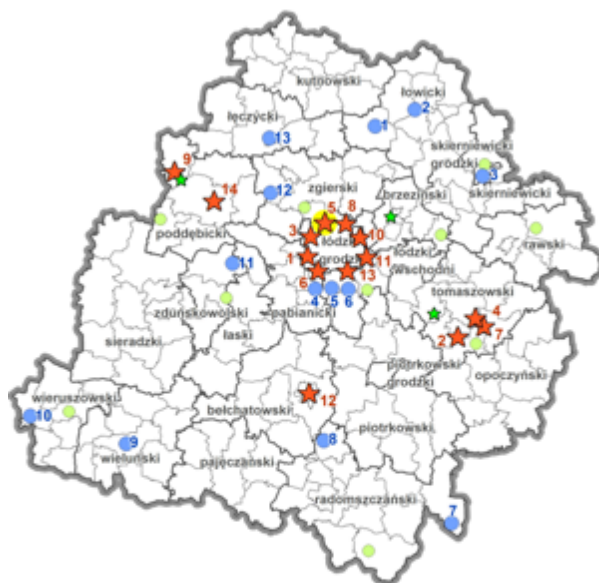 kutnowski
łowicki
2
łęczycki
1
13
skierniewicki
grodzki
3
skierniewicki
9
14
12
zgierski
brzeziński
5
8
3
łódzki
10
poddębicki
rawski
1
grodzki
11
łódzki
wschodni
11
6
13
tomaszowski
zduńskowolski
4
5
6
pabianicki
4
łaski
2
7
sieradzki
piotrkowski
grodzki
opoczyński
wieruszowski
12
10
bełchatowski
piotrkowski
8
9
wieluński
pajęczański
radomszczański
7